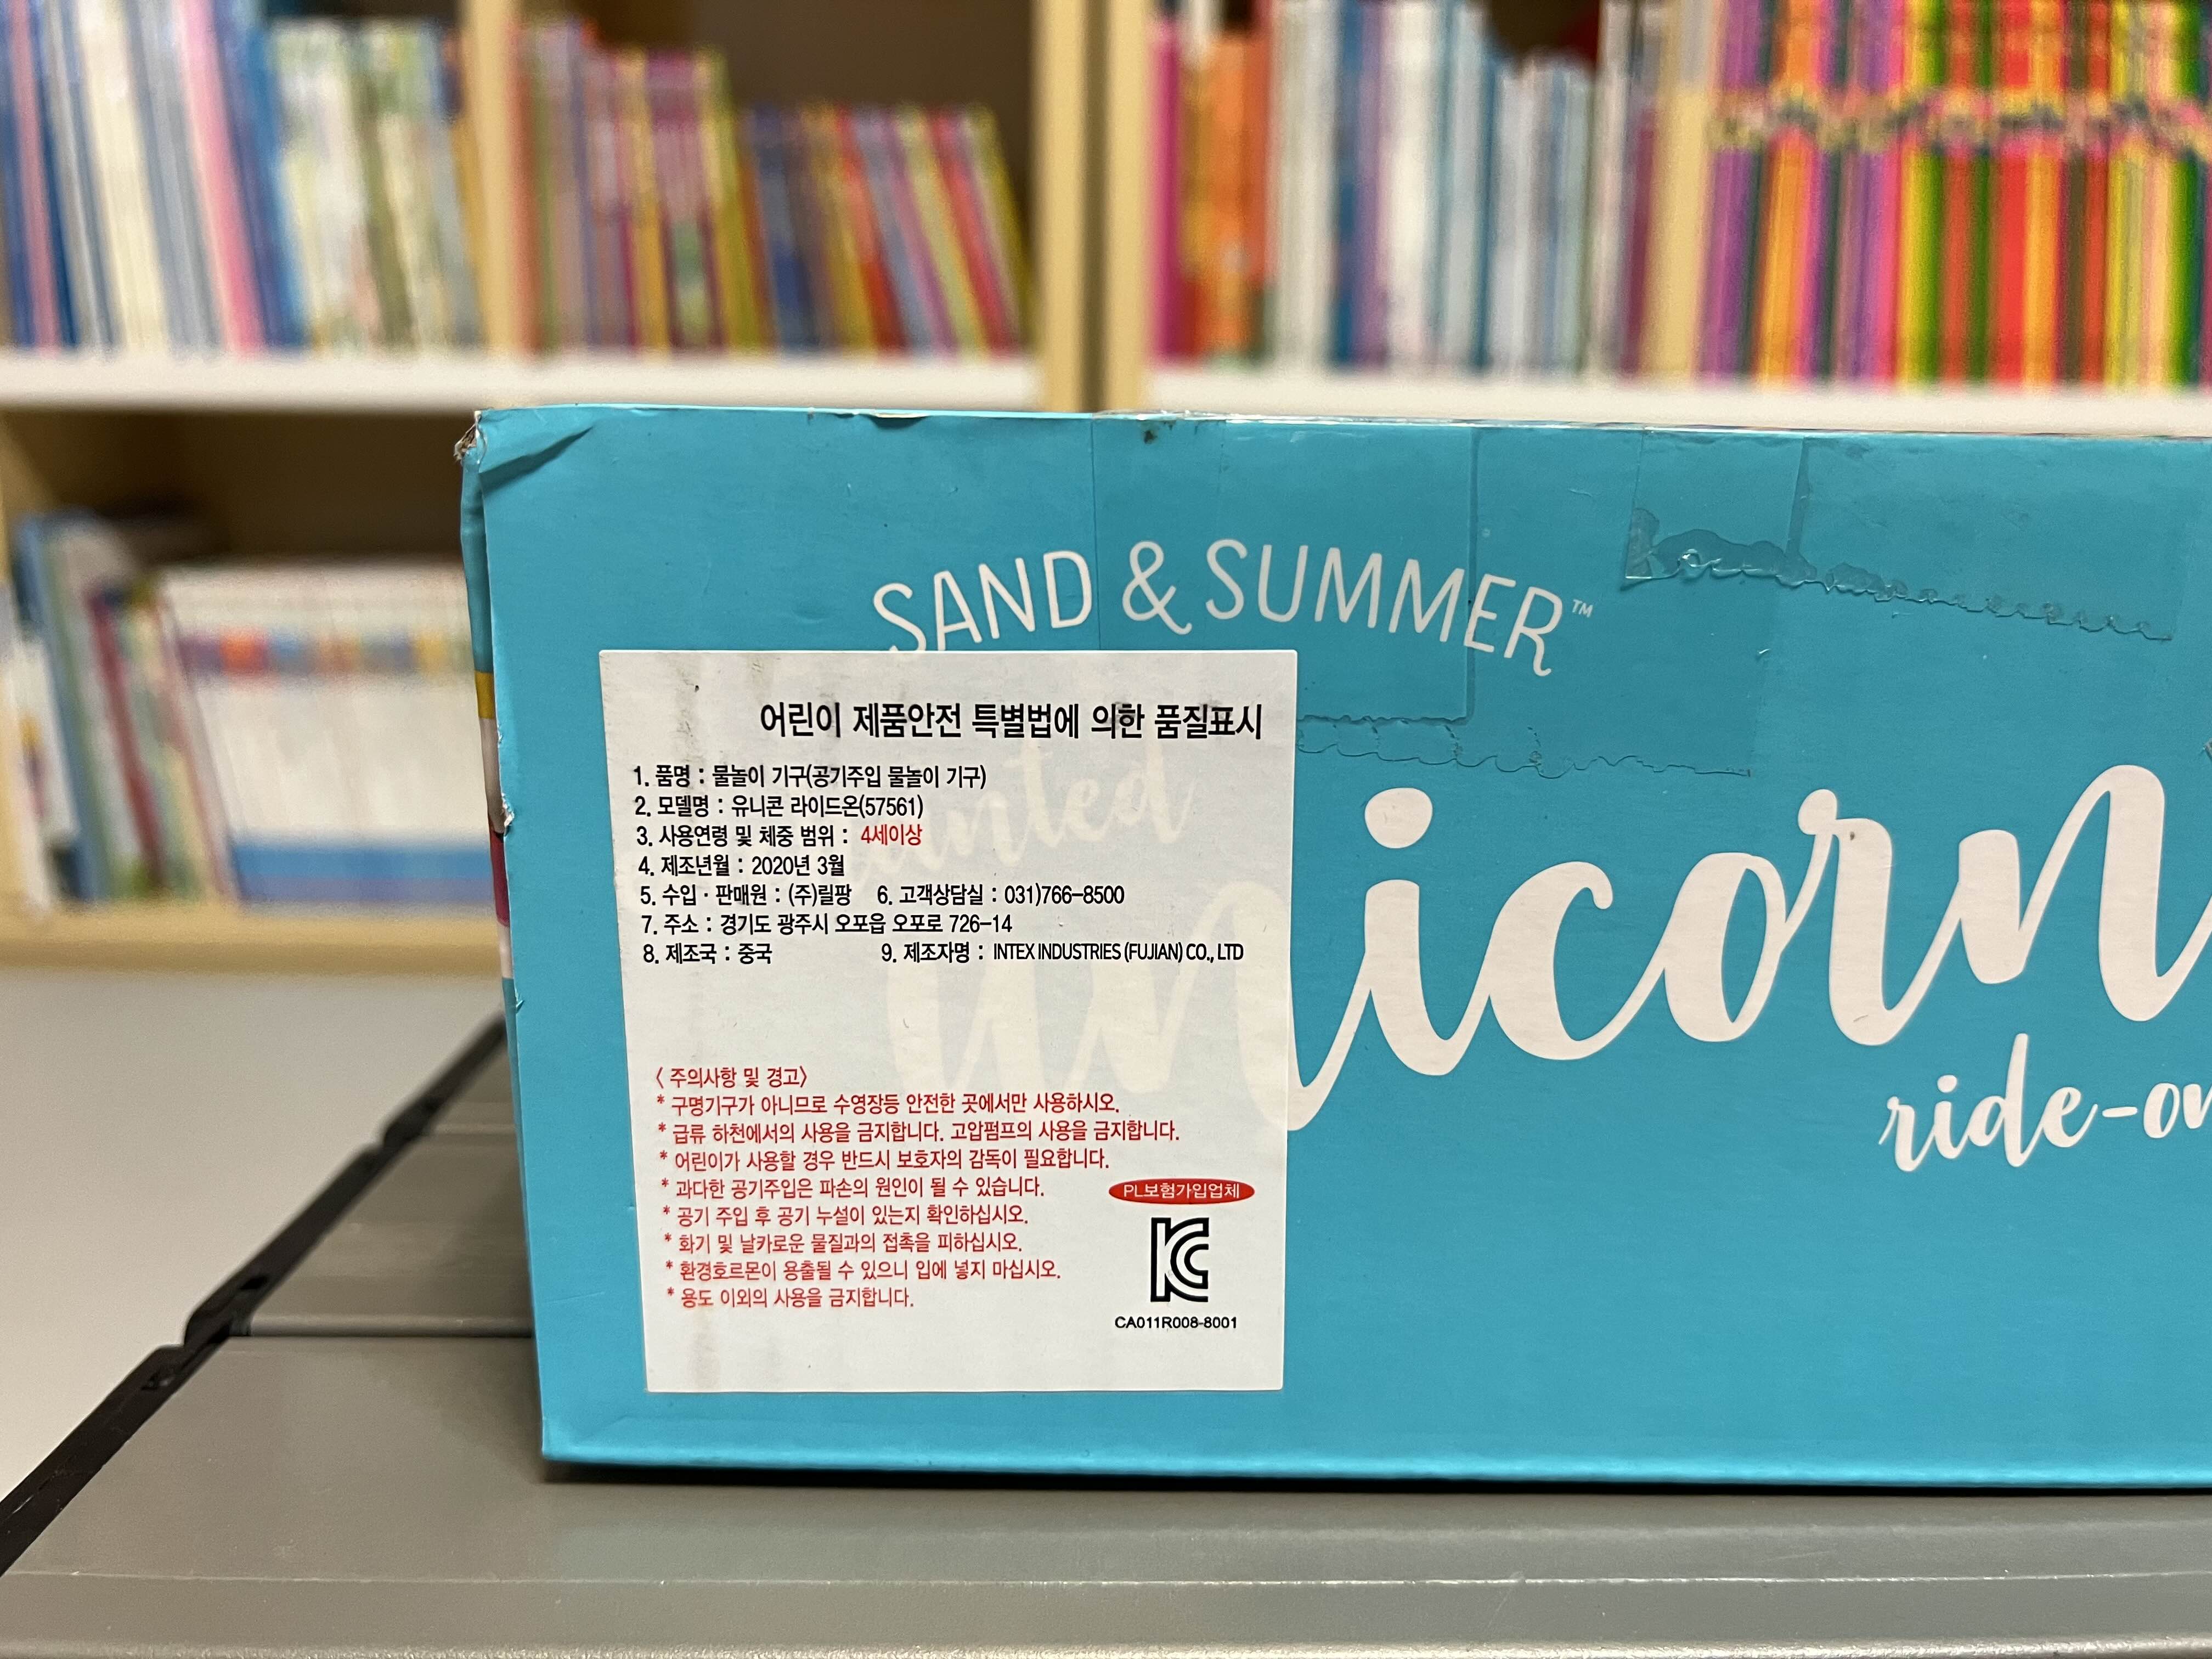 SAND & SUMMER™
unicorn
ride-on
어린이 제품안전 특별법에 의한 품질표시
1. 품명 : 물놀이 기구(공기주입 물놀이 기구)
2. 모델명 : 유니콘 라이드온(57561)
3. 사용연령 및 체중 범위 : 4세이상
4. 제조년월 : 2020년 3월
5. 수입 · 판매원 : (주)릴팡 6. 고객상담실 : 031)766-8500
7. 주소 : 경기도 광주시 오포읍 오포로 726-14
8. 제조국 : 중국 9. 제조자명 : INTEX INDUSTRIES (FUJIAN) CO., LTD
〈 주의사항 및 경고〉
* 구명기구가 아니므로 수영장등 안전한 곳에서만 사용하시오.
* 급류 하천에서의 사용을 금지합니다. 고압펌프의 사용을 금지합니다.
* 어린이가 사용할 경우 반드시 보호자의 감독이 필요합니다.
* 과다한 공기주입은 파손의 원인이 될 수 있습니다.
* 공기 주입 후 공기 누설이 있는지 확인하십시오.
* 화기 및 날카로운 물질과의 접촉을 피하십시오.
* 환경호르몬이 용출될 수 있으니 입에 넣지 마십시오.
* 용도 이외의 사용을 금지합니다.
PL보험가입업체
KC
CA011R008-8001